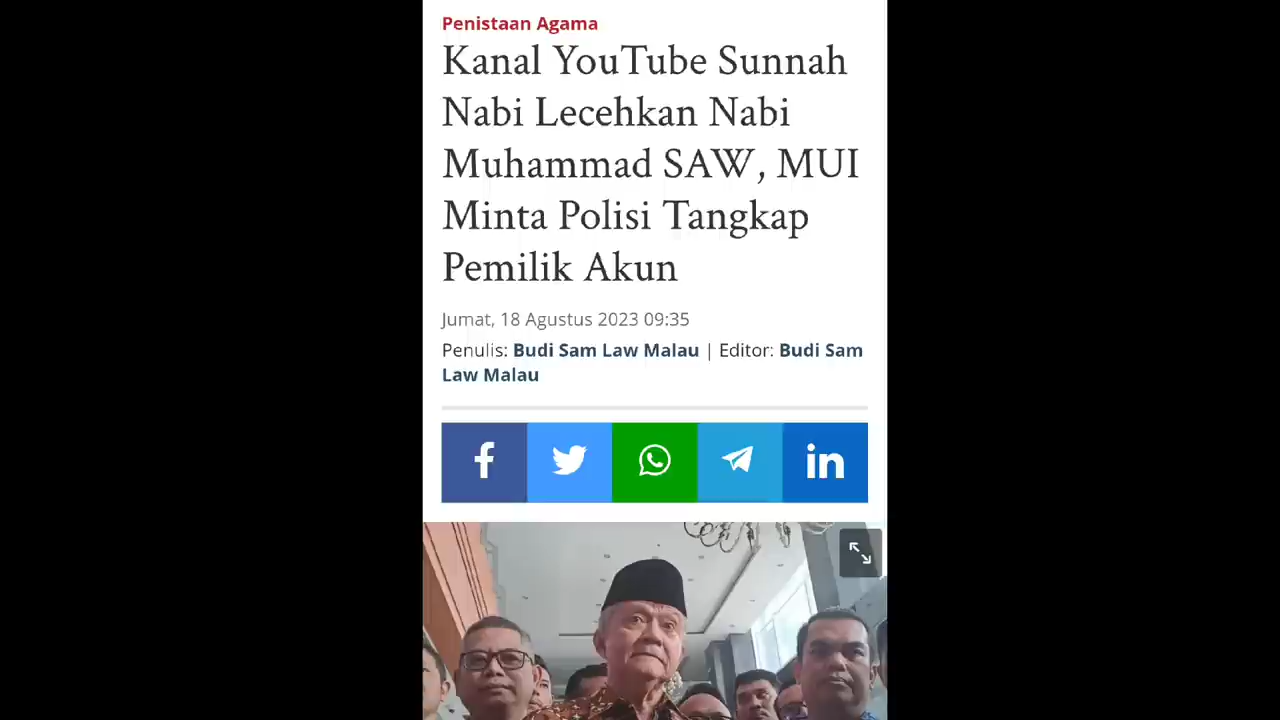 Penistaan Agama
Kanal YouTube Sunnah
Nabi Lecehkan Nabi
Muhammad SAW, MUI
Minta Polisi Tangkap
Pemilik Akun
Jumat, 18 Agustus 2023 09:35
Penulis: Budi Sam Law Malau | Editor: Budi Sam
Law Malau